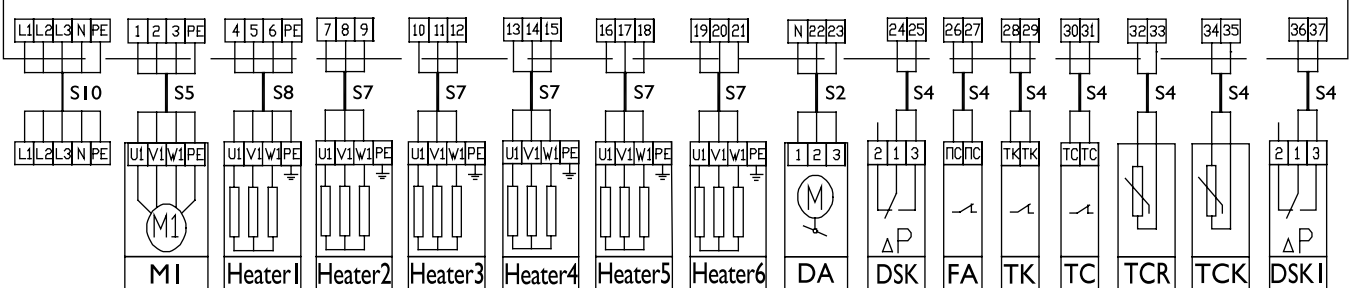 L1 L2 L3 N PE 1 2 3 PE 4 5 6 PE 7 8 9 10 11 12 13 14 15 16 17 18 19 20 21 N 22 23 24 25 26 27 28 29 30 31 32 33 34 35 36 37
S10 S5 S8 S7 S7 S7 S7 S7 S2 S4 S4 S4 S4 S4 S4 S4
L1 L2 L3 N PE U1 V1 W1 PE U1 V1 W1 PE U1 V1 W1 PE U1 V1 W1 PE U1 V1 W1 PE U1 V1 W1 PE U1 V1 W1 PE 1 2 3 2 1 3 ПС ПС ТК ТК ТС ТС 2 1 3
M1 M ΔP ΔP
M1 Heater1 Heater2 Heater3 Heater4 Heater5 Heater6 DA DSK FA TK TC TCR TCK DSK1